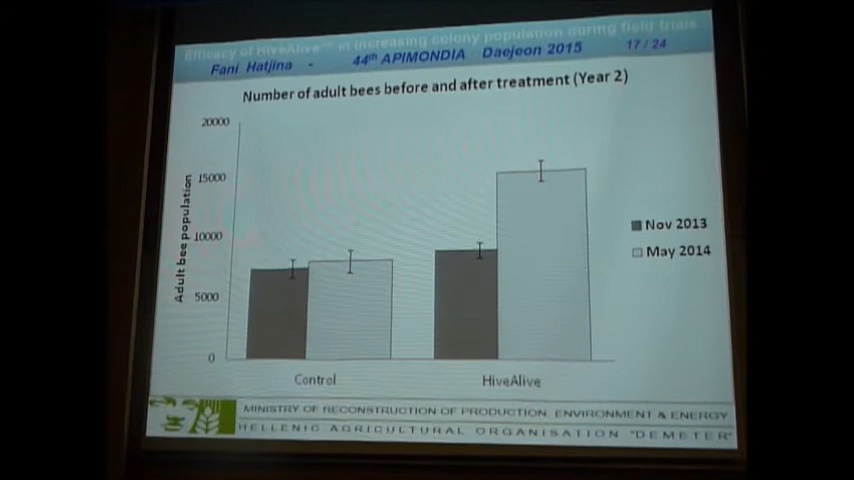 Efficacy of HiveAlive™ in increasing colony population during field trials
Fani Hatjina - 44th APIMONDIA Daejeon 2015 17 / 24
Number of adult bees before and after treatment (Year 2)
20000
15000
10000
5000
0
Adult bee population
Nov 2013
May 2014
Control HiveAlive
MINISTRY OF RECONSTRUCTION OF PRODUCTION, ENVIRONMENT & ENERGY
HELLENIC AGRICULTURAL ORGANISATION "DEMETER"